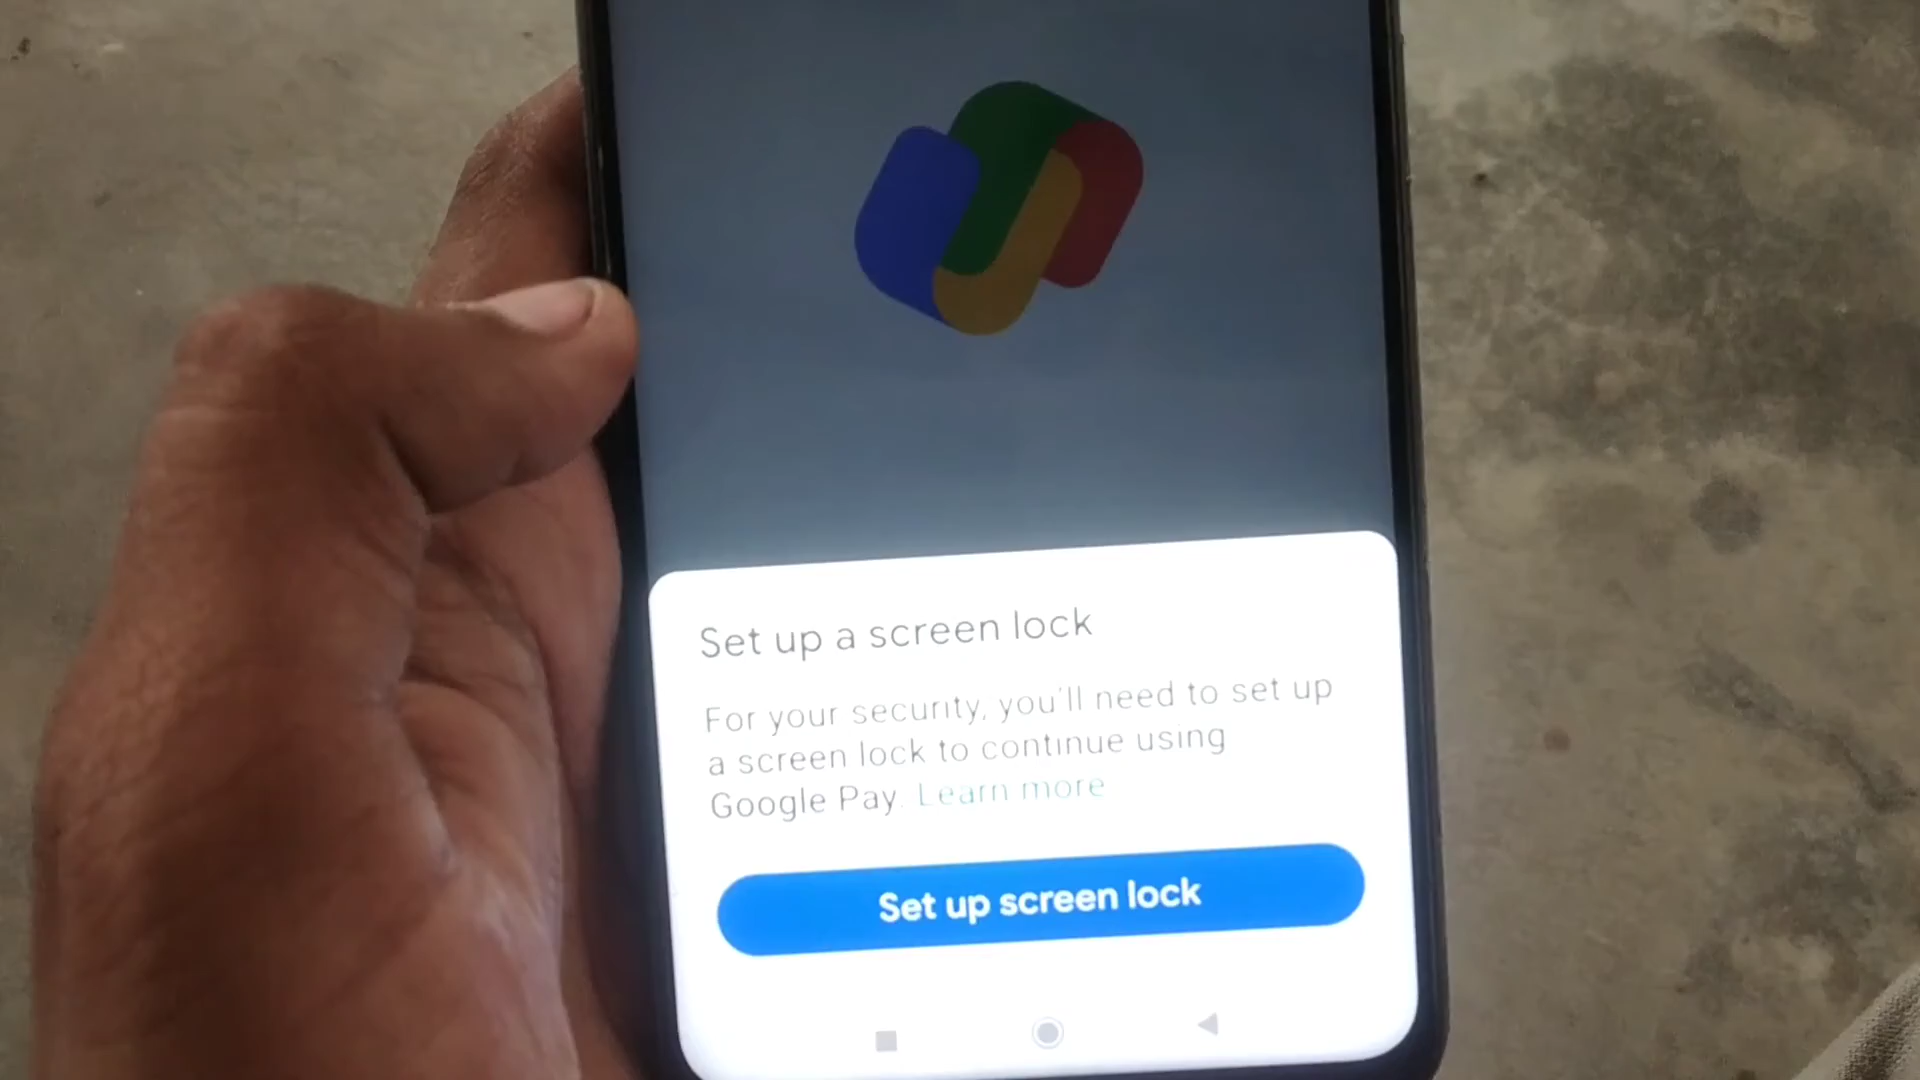 Set up a screen lock
For your security, you'll need to set up
a screen lock to continue using
Google Pay. Learn more
Set up screen lock